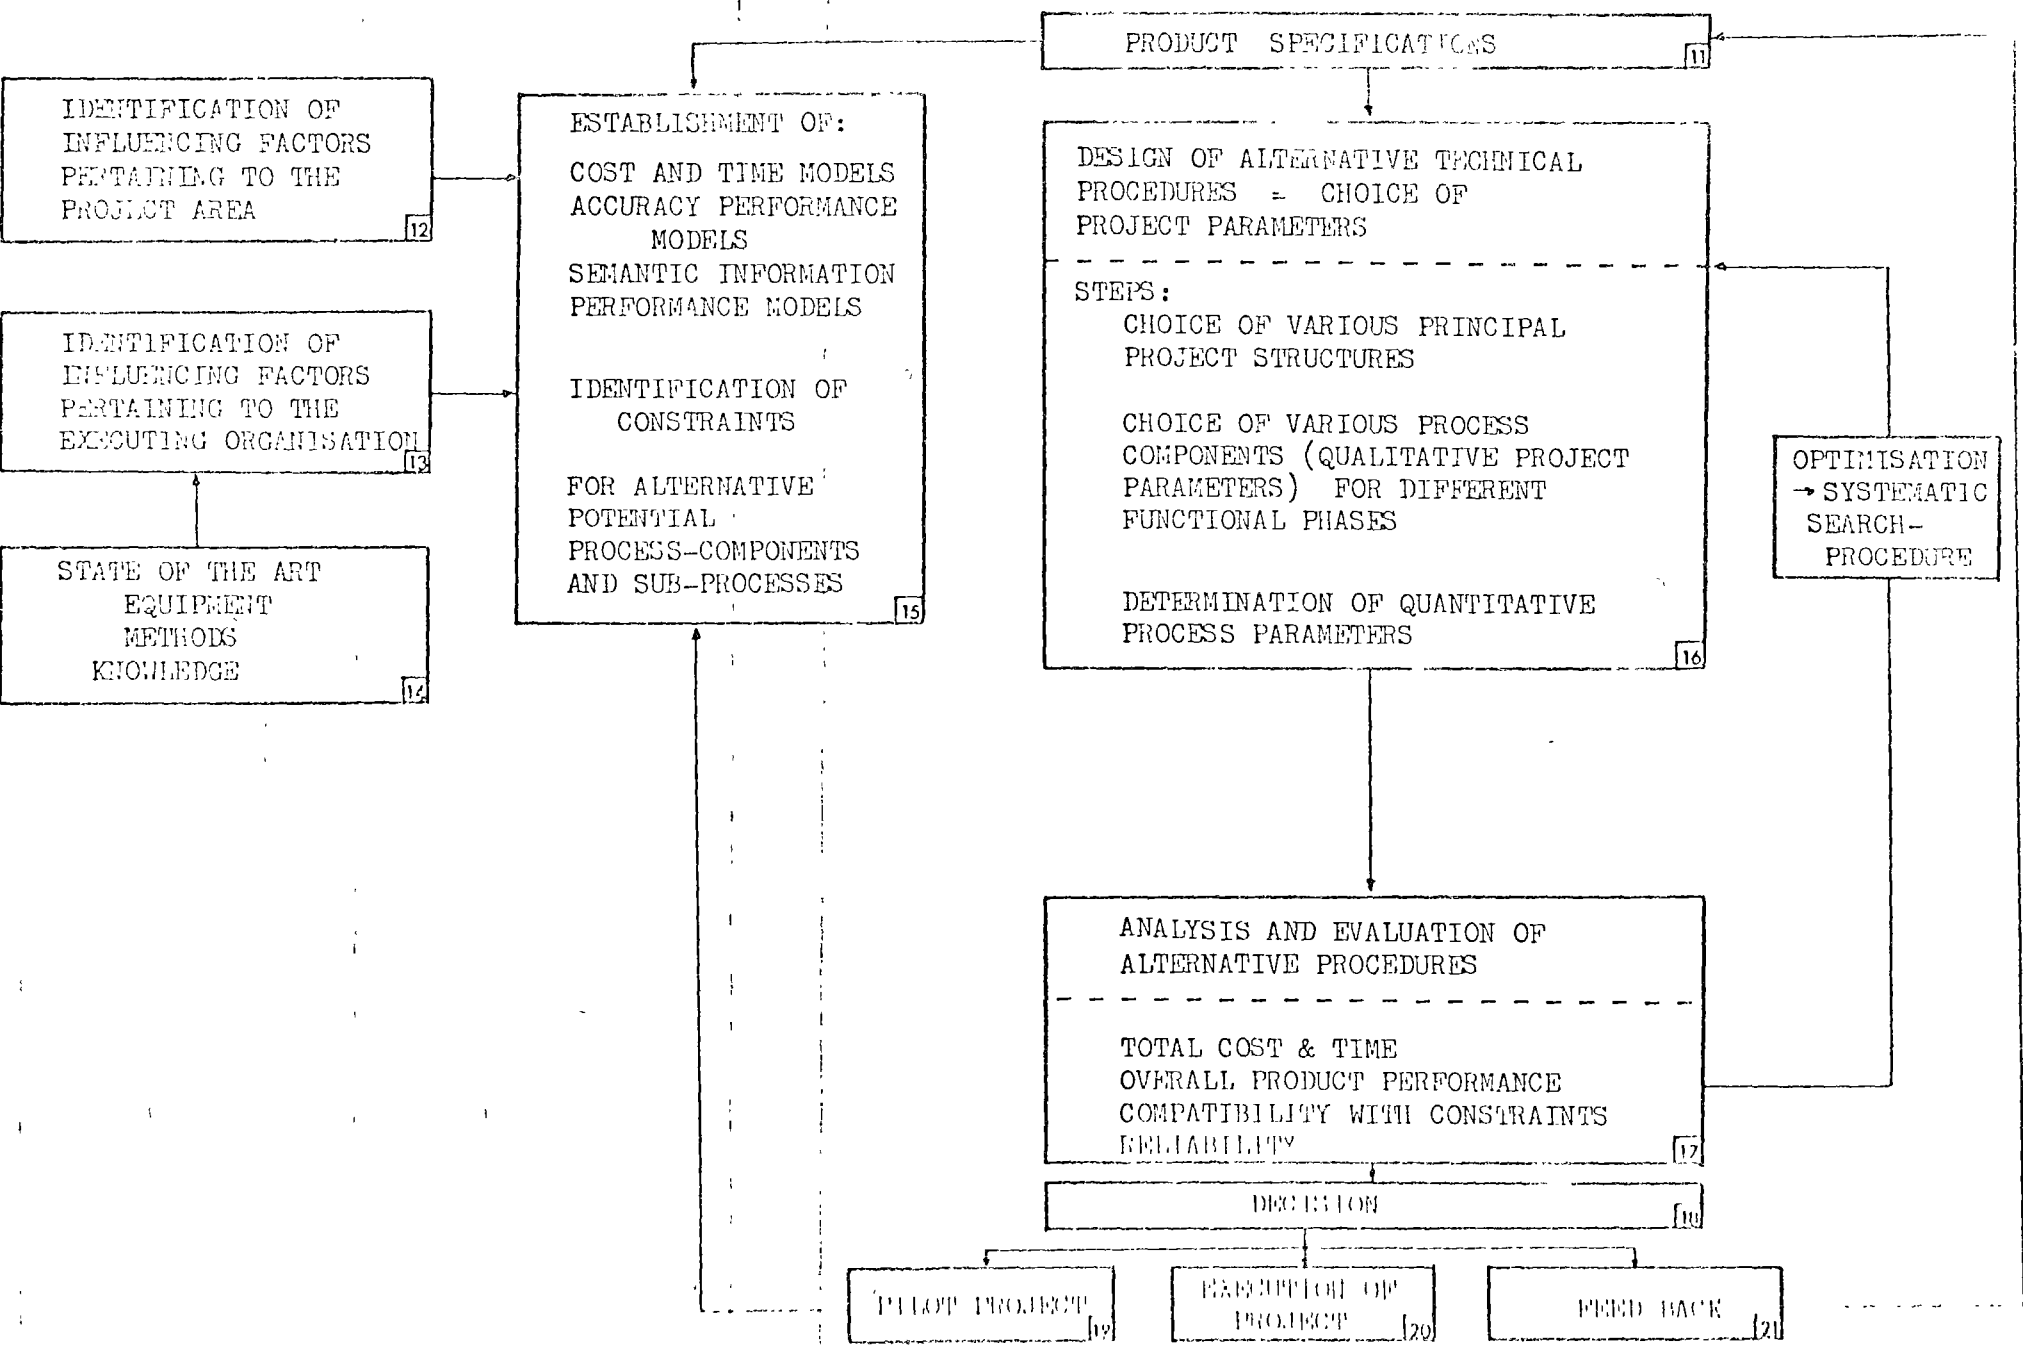 PRODUCT SPECIFICATIONS
11
IDENTIFICATION OF
INFLUENCING FACTORS
PERTAINING TO THE
PROJECT AREA
12
IDENTIFICATION OF
INFLUENCING FACTORS
PERTAINING TO THE
EXECUTING ORGANISATION
13
STATE OF THE ART
EQUIPMENT
METHODS
KNOWLEDGE
14
ESTABLISHMENT OF:
COST AND TIME MODELS
ACCURACY PERFORMANCE
MODELS
SEMANTIC INFORMATION
PERFORMANCE MODELS
IDENTIFICATION OF
CONSTRAINTS
FOR ALTERNATIVE
POTENTIAL
PROCESS-COMPONENTS
AND SUB-PROCESSES
15
DESIGN OF ALTERNATIVE TECHNICAL
PROCEDURES = CHOICE OF
PROJECT PARAMETERS
STEPS:
CHOICE OF VARIOUS PRINCIPAL
PROJECT STRUCTURES
CHOICE OF VARIOUS PROCESS
COMPONENTS (QUALITATIVE PROJECT
PARAMETERS) FOR DIFFERENT
FUNCTIONAL PHASES
DETERMINATION OF QUANTITATIVE
PROCESS PARAMETERS
16
OPTIMISATION
→ SYSTEMATIC
SEARCH-
PROCEDURE
ANALYSIS AND EVALUATION OF
ALTERNATIVE PROCEDURES
TOTAL COST & TIME
OVERALL PRODUCT PERFORMANCE
COMPATIBILITY WITH CONSTRAINTS
RELIABILITY
17
DECISION
18
PILOT PROJECT
19
EXECUTION OF
PROJECT
20
FEED BACK
21